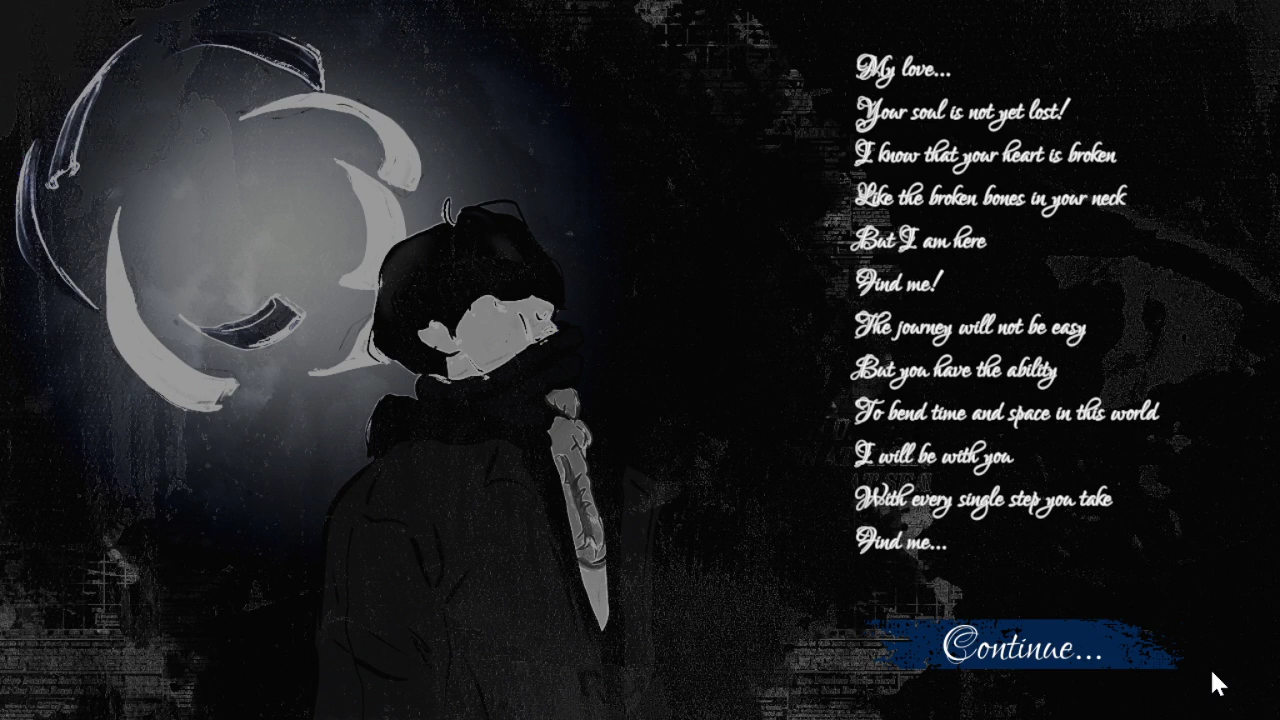 My love...
Your soul is not yet lost!
I know that your heart is broken
Like the broken bones in your neck
But I am here
Find me!
The journey will not be easy
But you have the ability
To bend time and space in this world
I will be with you
With every single step you take
Find me...
Continue...